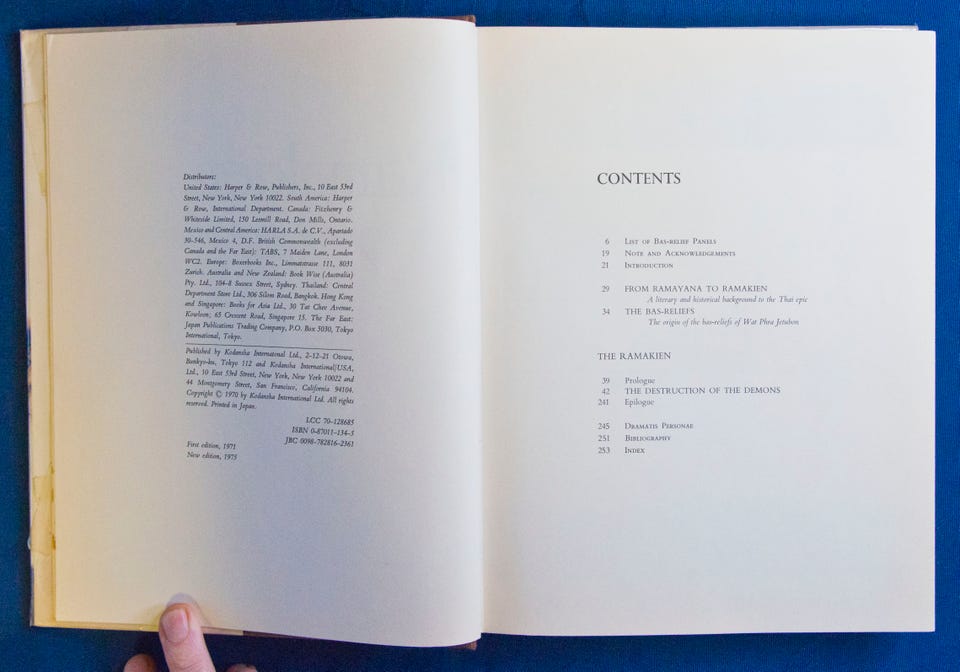 Distributors:
United States: Harper & Row, Publishers, Inc., 10 East 53rd
Street, New York, New York 10022. South America: Harper
& Row, International Department. Canada: Fitzhenry &
Whiteside Limited, 150 Lesmill Road, Don Mills, Ontario.
Mexico and Central America: HARLA S.A. de C.V., Apartado
30-546, Mexico 4, D.F. British Commonwealth (excluding
Canada and the Far East): TABS, 7 Maiden Lane, London
WC2. Europe: Boxerbooks Inc., Limmatstrasse 111, 8031
Zurich. Australia and New Zealand: Book Wise (Australia)
Pty. Ltd., 104-8 Sussex Street, Sydney. Thailand: Central
Department Store Ltd., 306 Silom Road, Bangkok. Hong Kong
and Singapore: Books for Asia Ltd., 30 Tat Chee Avenue,
Kowloon; 65 Crescent Road, Singapore 15. The Far East:
Japan Publications Trading Company, P.O. Box 5030, Tokyo
International, Tokyo.
Published by Kodansha International Ltd., 2-12-21 Otowa,
Bunkyo-ku, Tokyo 112 and Kodansha International/USA,
Ltd., 10 East 53rd Street, New York, New York 10022 and
44 Montgomery Street, San Francisco, California 94104.
Copyright © 1970 by Kodansha International Ltd. All rights
reserved. Printed in Japan.
LCC 70-128685
ISBN 0-87011-134-5
JBC 0098-782816-2361
First edition, 1971
New edition, 1975
CONTENTS
6 List of Bas-relief Panels
19 Note and Acknowledgements
21 Introduction
29 FROM RAMAYANA TO RAMAKIEN
A literary and historical background to the Thai epic
34 THE BAS-RELIEFS
The origin of the bas-reliefs of Wat Phra Jetubon
THE RAMAKIEN
39 Prologue
42 THE DESTRUCTION OF THE DEMONS
241 Epilogue
245 Dramatis Personae
251 Bibliography
253 Index